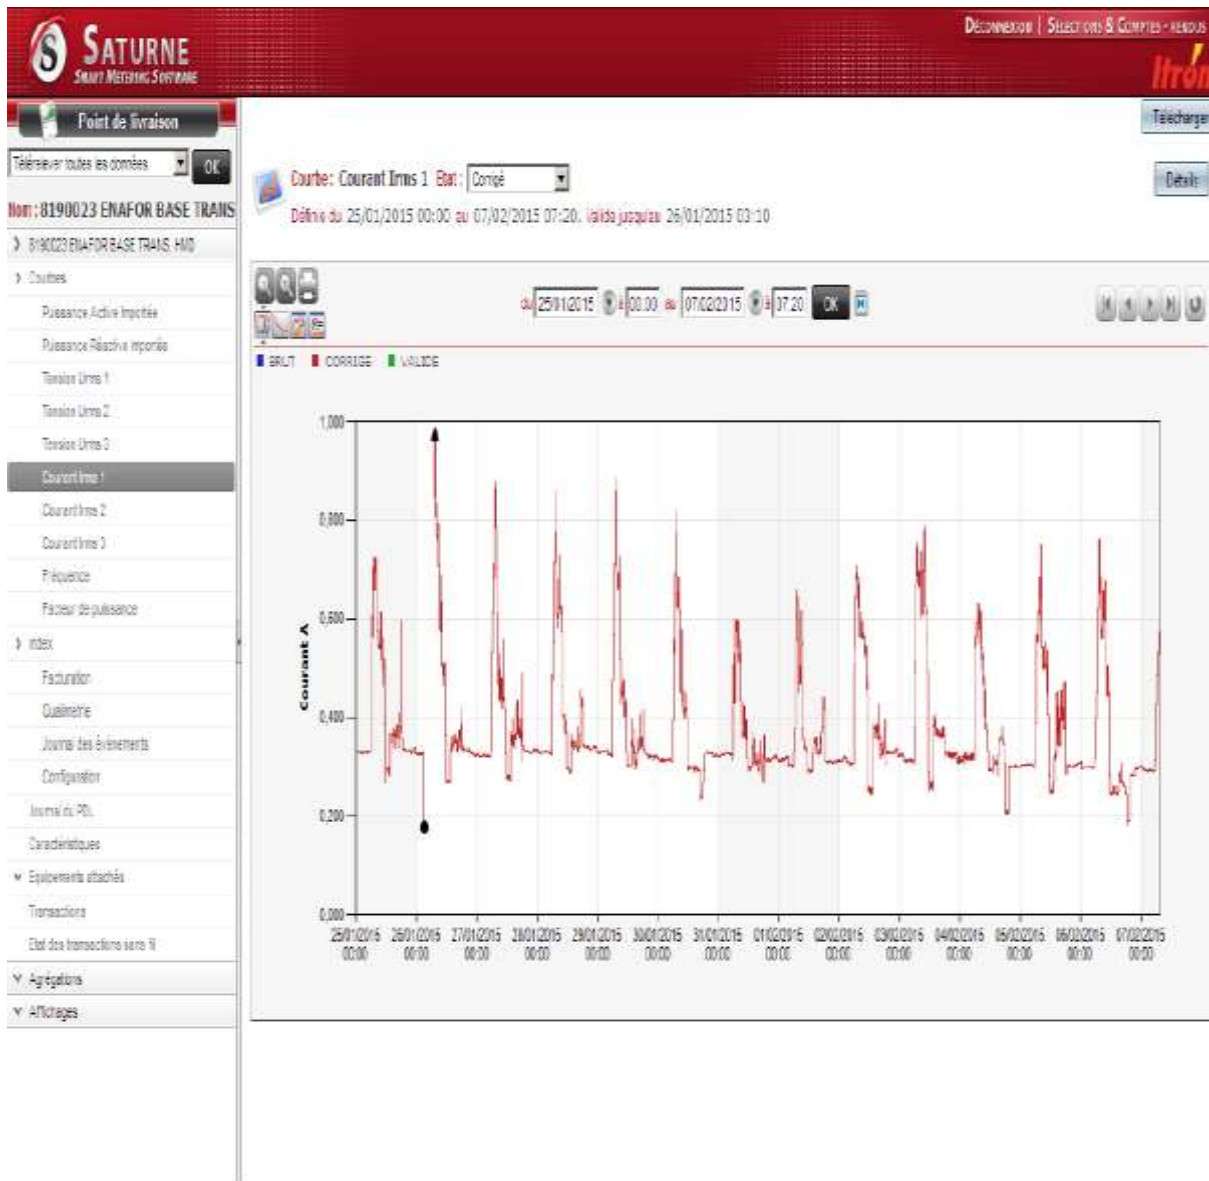 DÉCONNEXION | SÉLECTIONS & COMPTES - RENDUS
SATURNE
SMART METERING SOFTWARE
Itron
Point de livraison
Télécharger
Télérelever toutes les données OK
Courbe: Courant Irms 1 Etat: Corrigé
Détails
Nom : 8190023 ENAFOR BASE TRANS
Définie du 25/01/2015 00:00 au 07/02/2015 07:20, valide jusqu'au 26/01/2015 03:10
8190023 ENAFOR BASE TRANS. HMD
Courbes
du 25/01/2015 à 00:00 au 07/02/2015 à 07:20 OK
Puissance Active Importée
Puissance Réactive Importée
BRUT CORRIGE VALIDE
Tension Urms 1
Tension Urms 2
Tension Urms 3
Courant Irms 1
Courant Irms 2
Courant Irms 3
Fréquence
Facteur de puissance
Index
Facturation
Qualimétrie
Journal des évènements
Configuration
Journal du PDL
Caractéristiques
Equipements attachés
Transactions
Etat des transactions sans fil
Agrégations
Affichages
1,000
0,800
0,600
0,400
0,200
0,000
Courant A
25/01/2015 26/01/2015 27/01/2015 28/01/2015 29/01/2015 30/01/2015 31/01/2015 01/02/2015 02/02/2015 03/02/2015 04/02/2015 05/02/2015 06/02/2015 07/02/2015
00:00 00:00 00:00 00:00 00:00 00:00 00:00 00:00 00:00 00:00 00:00 00:00 00:00 00:00